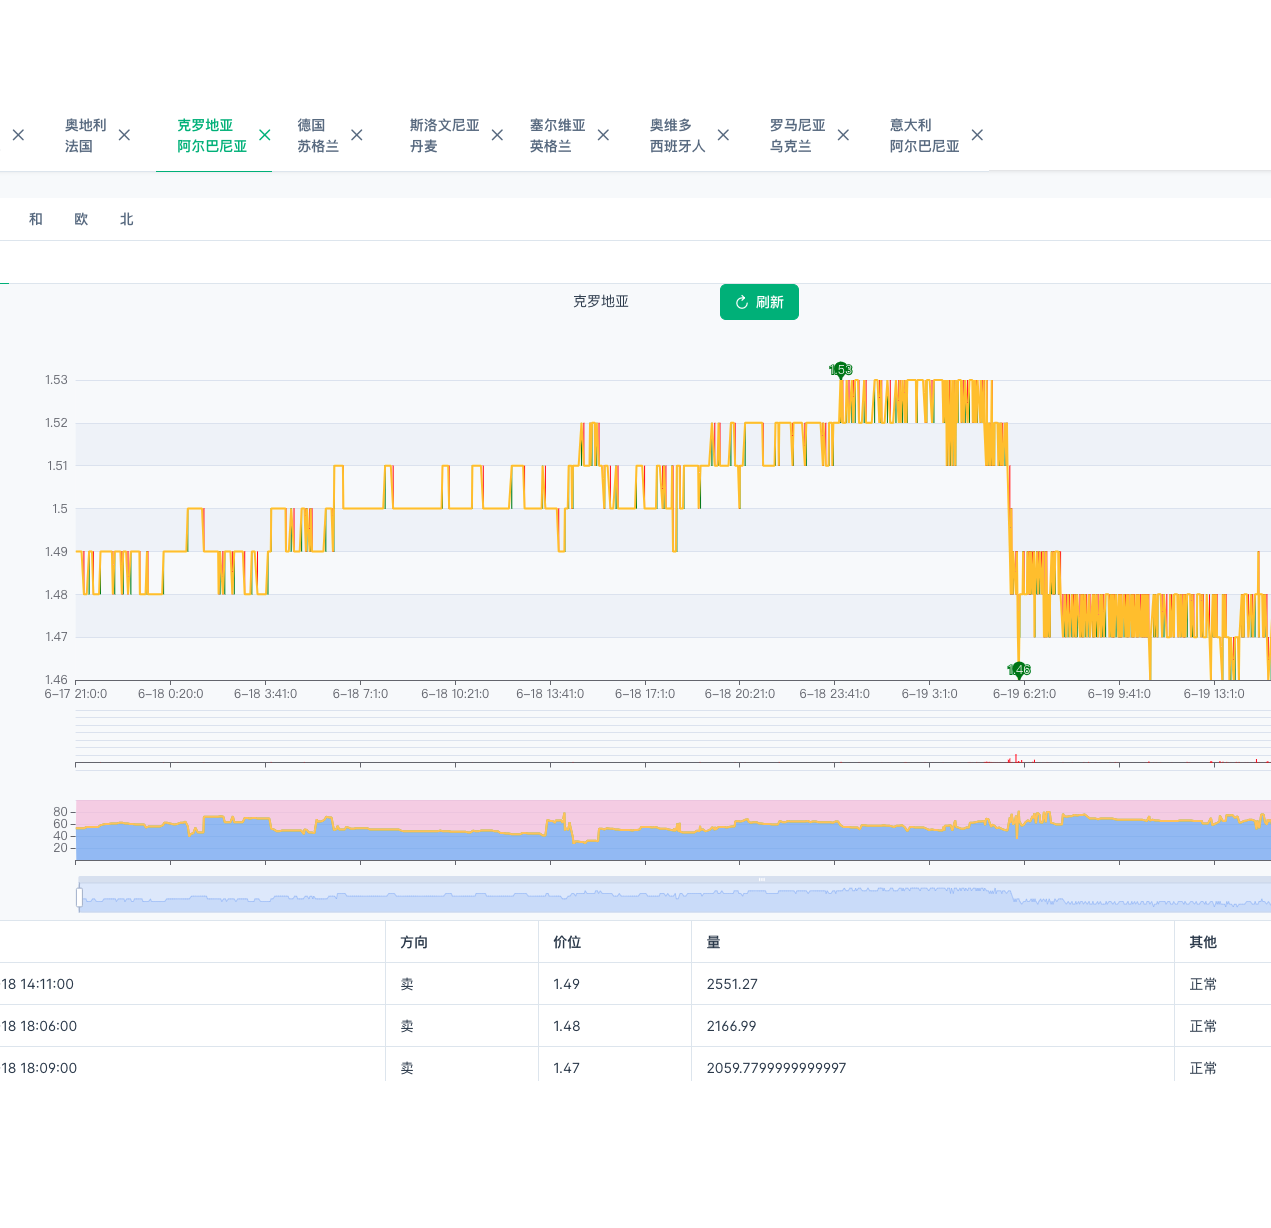 奥地利
法国
克罗地亚
阿尔巴尼亚
德国
苏格兰
斯洛文尼亚
丹麦
塞尔维亚
英格兰
奥维多
西班牙人
罗马尼亚
乌克兰
意大利
阿尔巴尼亚
和 欧 北
克罗地亚
刷新
1.53
1.53
1.52
1.51
1.5
1.49
1.48
1.47
1.46
1.46
6-17 21:0:0 6-18 0:20:0 6-18 3:41:0 6-18 7:1:0 6-18 10:21:0 6-18 13:41:0 6-18 17:1:0 6-18 20:21:0 6-18 23:41:0 6-19 3:1:0 6-19 6:21:0 6-19 9:41:0 6-19 13:1:0
80
60
40
20
方向 价位 量 其他
18 14:11:00 卖 1.49 2551.27 正常
18 18:06:00 卖 1.48 2166.99 正常
18 18:09:00 卖 1.47 2059.7799999999997 正常